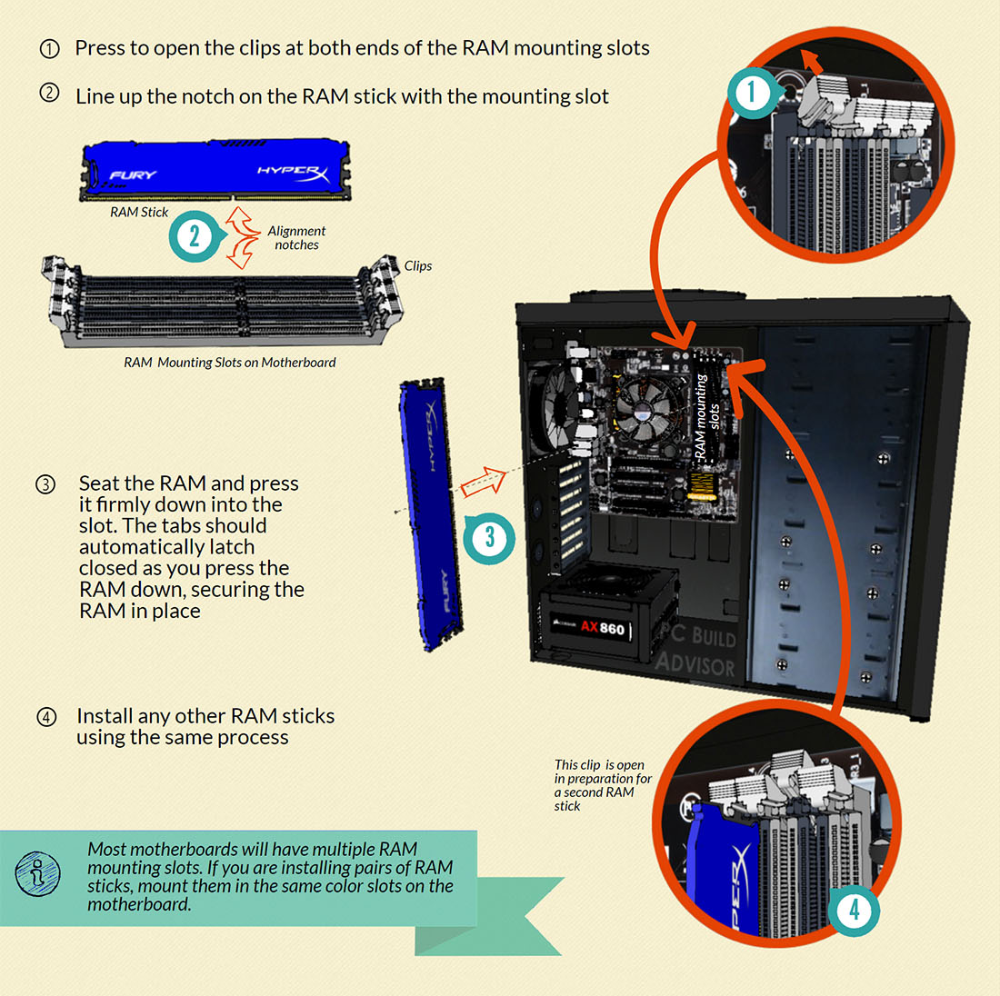 1 Press to open the clips at both ends of the RAM mounting slots
2 Line up the notch on the RAM stick with the mounting slot
1
FURY HYPERX
RAM Stick
2
Alignment
notches
Clips
RAM Mounting Slots on Motherboard
RAM mounting
slots
HYPERX
FURY
3 Seat the RAM and press
it firmly down into the
slot. The tabs should
automatically latch
closed as you press the
RAM down, securing the
RAM in place
3
CORSAIR AX860
PC BUILD
ADVISOR
4 Install any other RAM sticks
using the same process
This clip is open
in preparation for
a second RAM
stick
R3_1
PERX
4
i
Most motherboards will have multiple RAM
mounting slots. If you are installing pairs of RAM
sticks, mount them in the same color slots on the
motherboard.